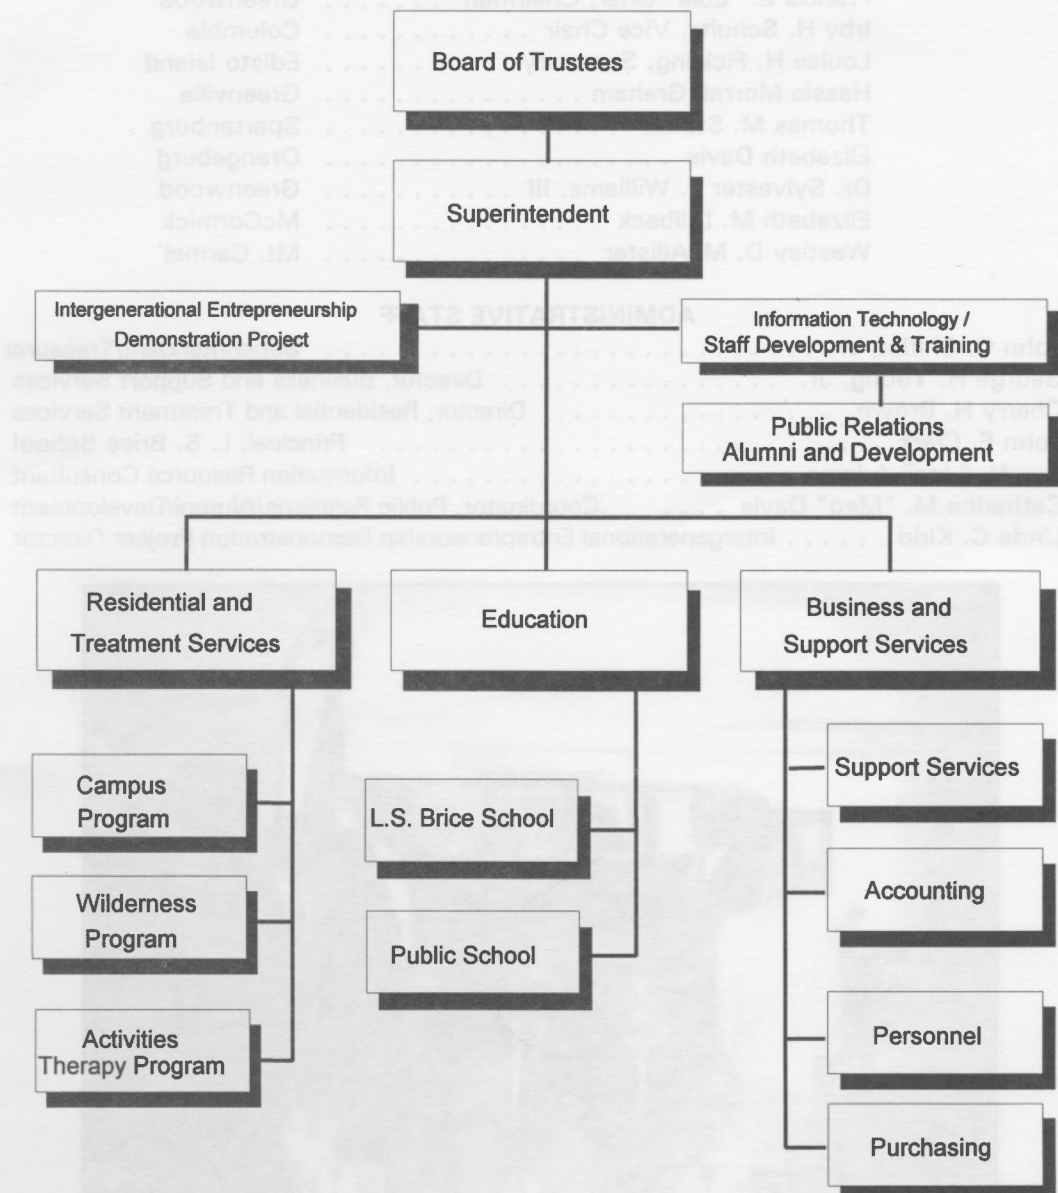 Board of Trustees
Superintendent
Intergenerational Entrepreneurship
Demonstration Project
Information Technology /
Staff Development & Training
Public Relations
Alumni and Development
Residential and
Treatment Services
Education
Business and
Support Services
Campus
Program
Wilderness
Program
Activities
Therapy Program
L.S. Brice School
Public School
Support Services
Accounting
Personnel
Purchasing